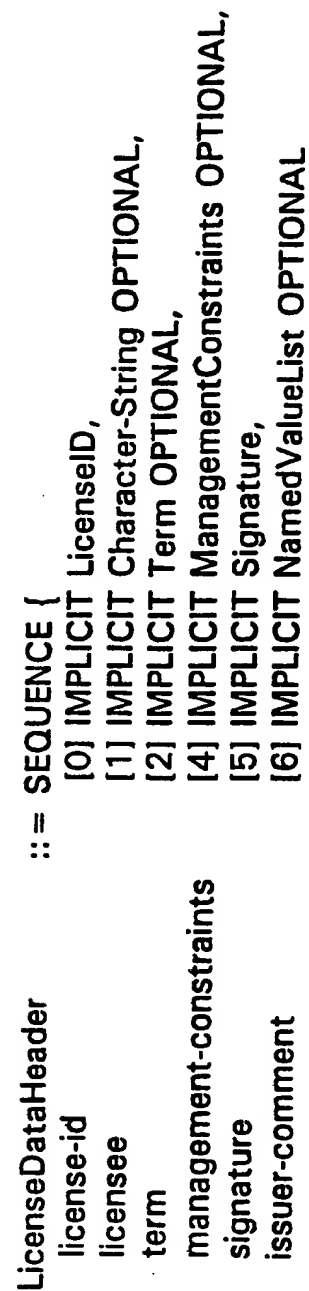 LicenseDataHeader ::= SEQUENCE {
license-id [0] IMPLICIT LicenseID,
licensee [1] IMPLICIT Character-String OPTIONAL,
term [2] IMPLICIT Term OPTIONAL,
management-constraints [4] IMPLICIT ManagementConstraints OPTIONAL,
signature [5] IMPLICIT Signature,
issuer-comment [6] IMPLICIT NamedValueList OPTIONAL